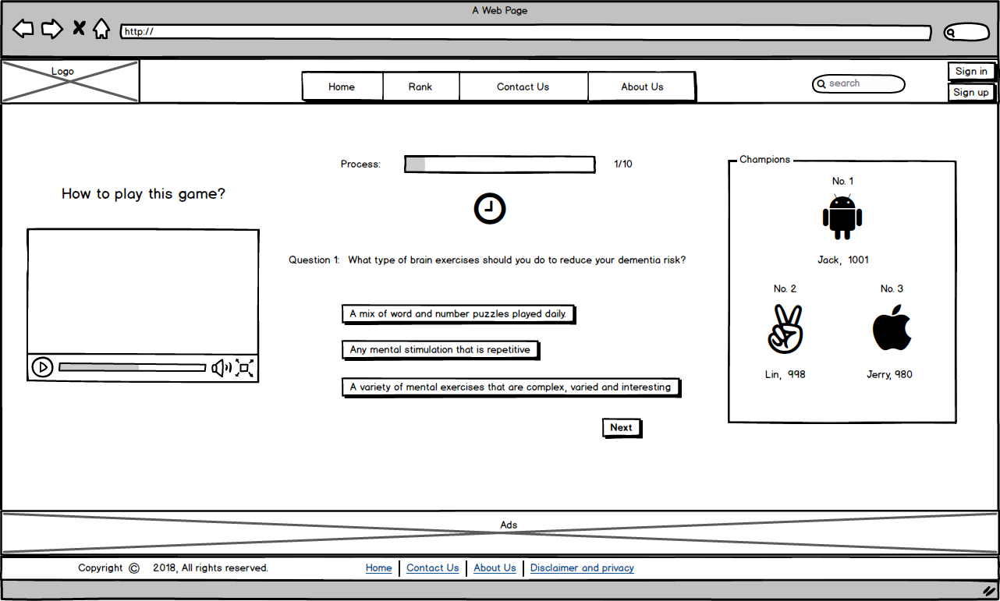 A Web Page
http://
Logo
Home Rank Contact Us About Us
search
Sign in
Sign up
Process: 1/10
How to play this game?
Question 1: What type of brain exercises should you do to reduce your dementia risk?
A mix of word and number puzzles played daily.
Any mental stimulation that is repetitive
A variety of mental exercises that are complex, varied and interesting
Next
Champions
No. 1
Jack, 1001
No. 2 No. 3
Lin, 998 Jerry, 980
Ads
Copyright © 2018, All rights reserved. Home Contact Us About Us Disclaimer and privacy